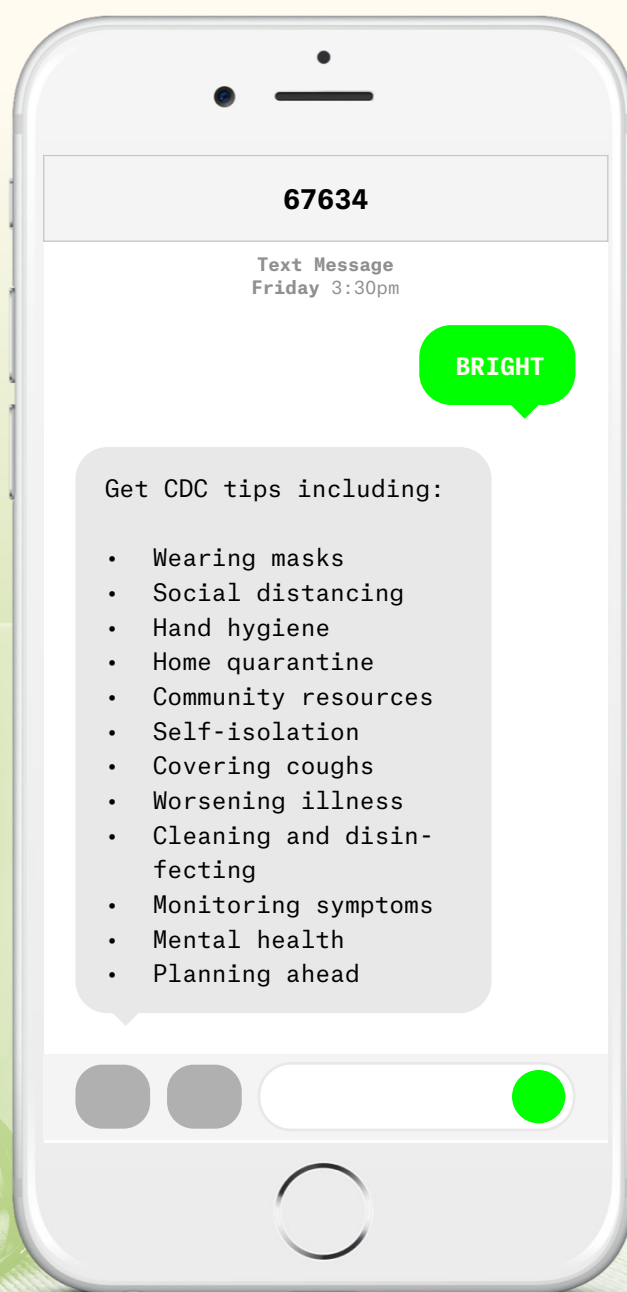 67634
Text Message
Friday 3:30pm
BRIGHT
Get CDC tips including:
• Wearing masks
• Social distancing
• Hand hygiene
• Home quarantine
• Community resources
• Self-isolation
• Covering coughs
• Worsening illness
• Cleaning and disin-
fecting
• Monitoring symptoms
• Mental health
• Planning ahead